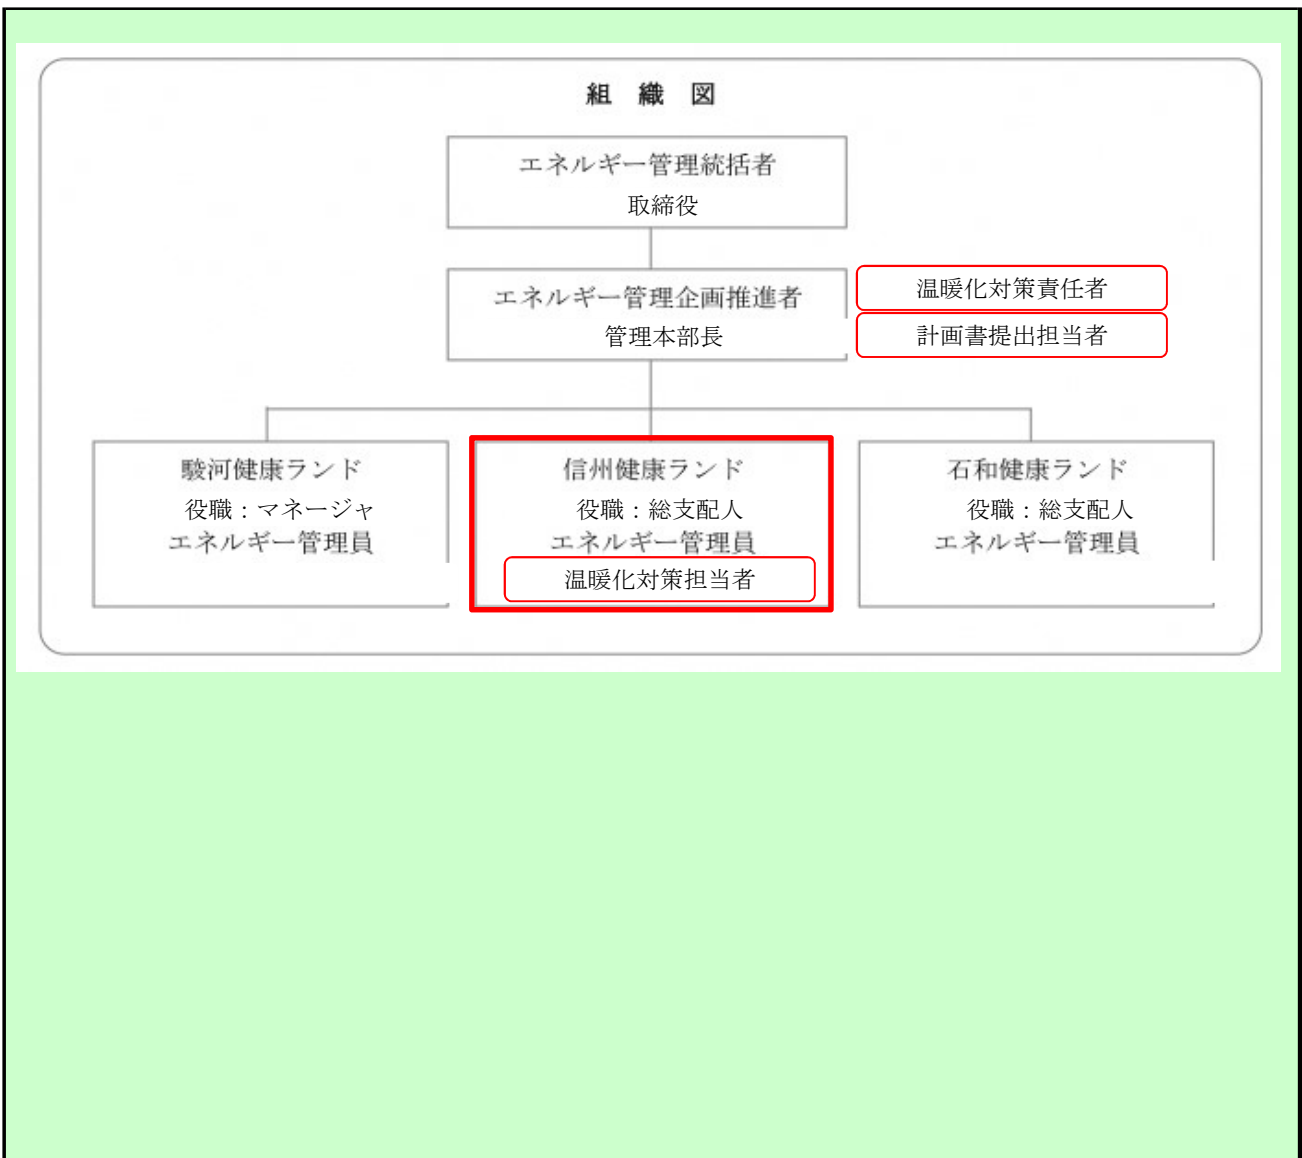 組 織 図
エネルギー管理統括者
取締役
エネルギー管理企画推進者
管理本部長
温暖化対策責任者
計画書提出担当者
駿河健康ランド
役職：マネージャ
エネルギー管理員
信州健康ランド
役職：総支配人
エネルギー管理員
温暖化対策担当者
石和健康ランド
役職：総支配人
エネルギー管理員